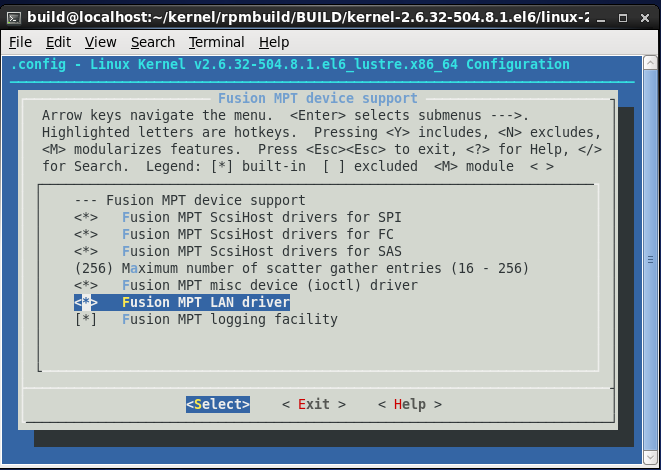 build@localhost:~/kernel/rpmbuild/BUILD/kernel-2.6.32-504.8.1.el6/linux-2
File Edit View Search Terminal Help
.config - Linux Kernel v2.6.32-504.8.1.el6_lustre.x86_64 Configuration
Fusion MPT device support
Arrow keys navigate the menu. <Enter> selects submenus --->.
Highlighted letters are hotkeys. Pressing <Y> includes, <N> excludes,
<M> modularizes features. Press <Esc><Esc> to exit, <?> for Help, </>
for Search. Legend: [*] built-in [ ] excluded <M> module < >
--- Fusion MPT device support
<*> Fusion MPT ScsiHost drivers for SPI
<*> Fusion MPT ScsiHost drivers for FC
<*> Fusion MPT ScsiHost drivers for SAS
(256) Maximum number of scatter gather entries (16 - 256)
<*> Fusion MPT misc device (ioctl) driver
<*> Fusion MPT LAN driver
[*] Fusion MPT logging facility
<Select> < Exit > < Help >